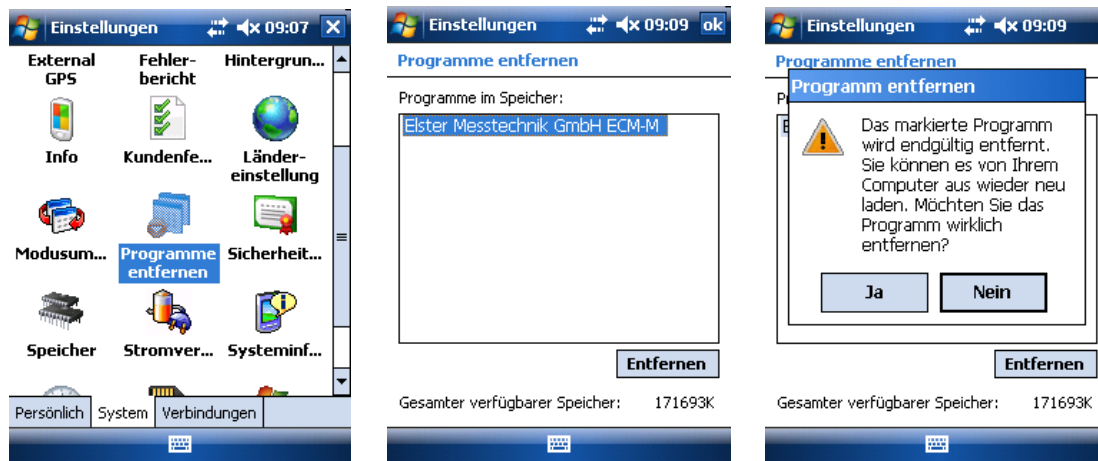 Einstellungen 09:07
External Fehler- Hintergrun...
GPS bericht
Info Kundenfe... Länder-
einstellung
Modusum... Programme Sicherheit...
entfernen
Speicher Stromver... Systeminf...
Persönlich System Verbindungen
Einstellungen 09:09 ok
Programme entfernen
Programme im Speicher:
Elster Messtechnik GmbH ECM-M
Entfernen
Gesamter verfügbarer Speicher: 171693K
Einstellungen 09:09
Programme entfernen
Programm entfernen
Das markierte Programm
wird endgültig entfernt.
Sie können es von Ihrem
Computer aus wieder neu
laden. Möchten Sie das
Programm wirklich
entfernen?
Ja Nein
Entfernen
Gesamter verfügbarer Speicher: 171693K